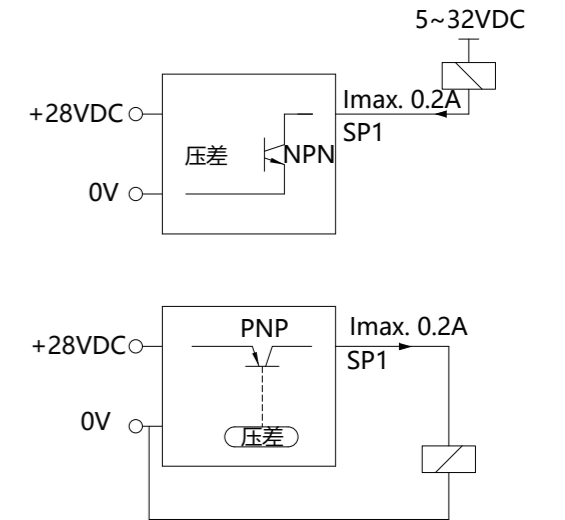 5~32VDC
Imax. 0.2A
+28VDC
SP1
压差
NPN
0V
PNP
Imax. 0.2A
+28VDC
SP1
0V
压差